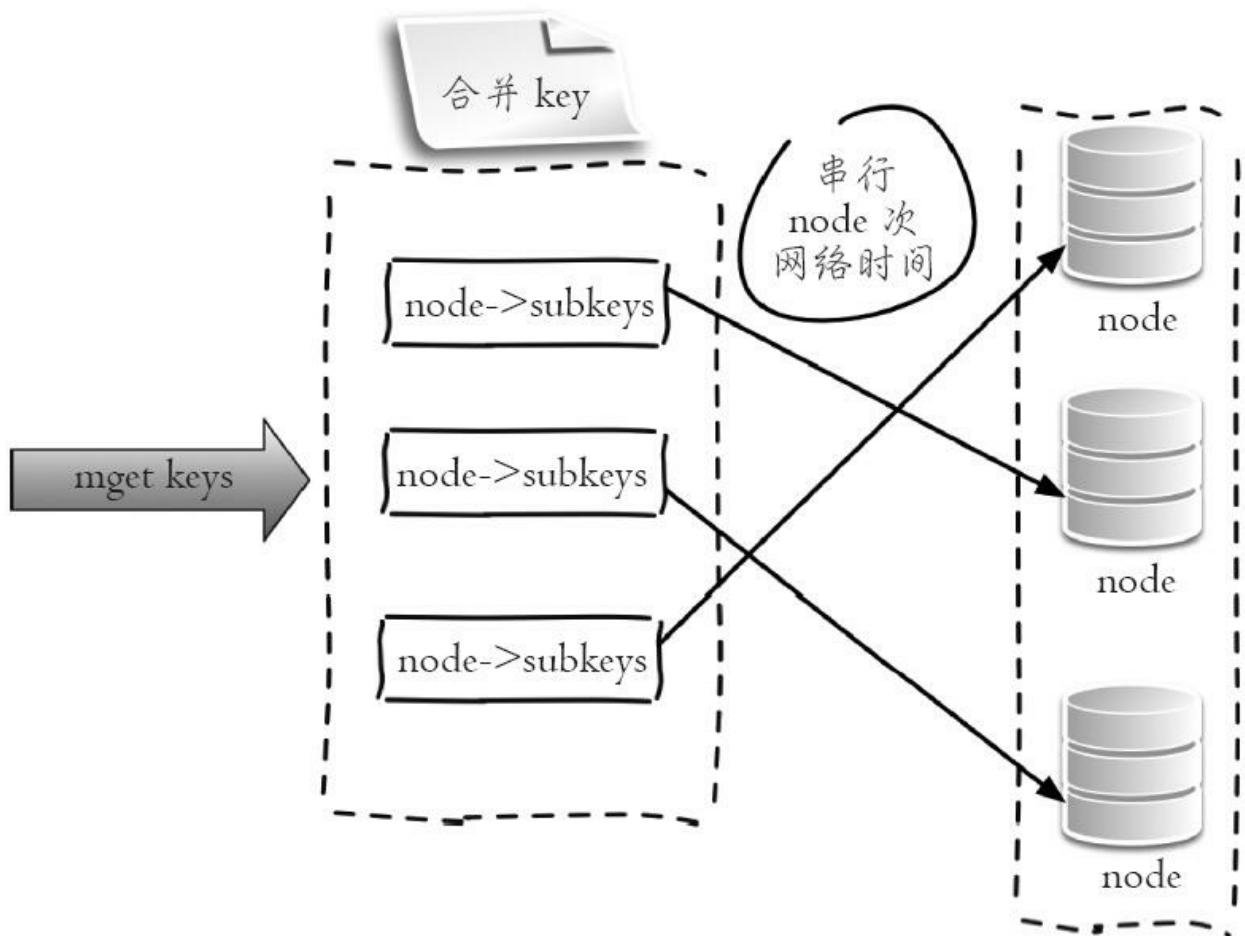 合并 key
串行
node 次
网络时间
node->subkeys
node
mget keys
node->subkeys
node
node->subkeys
node